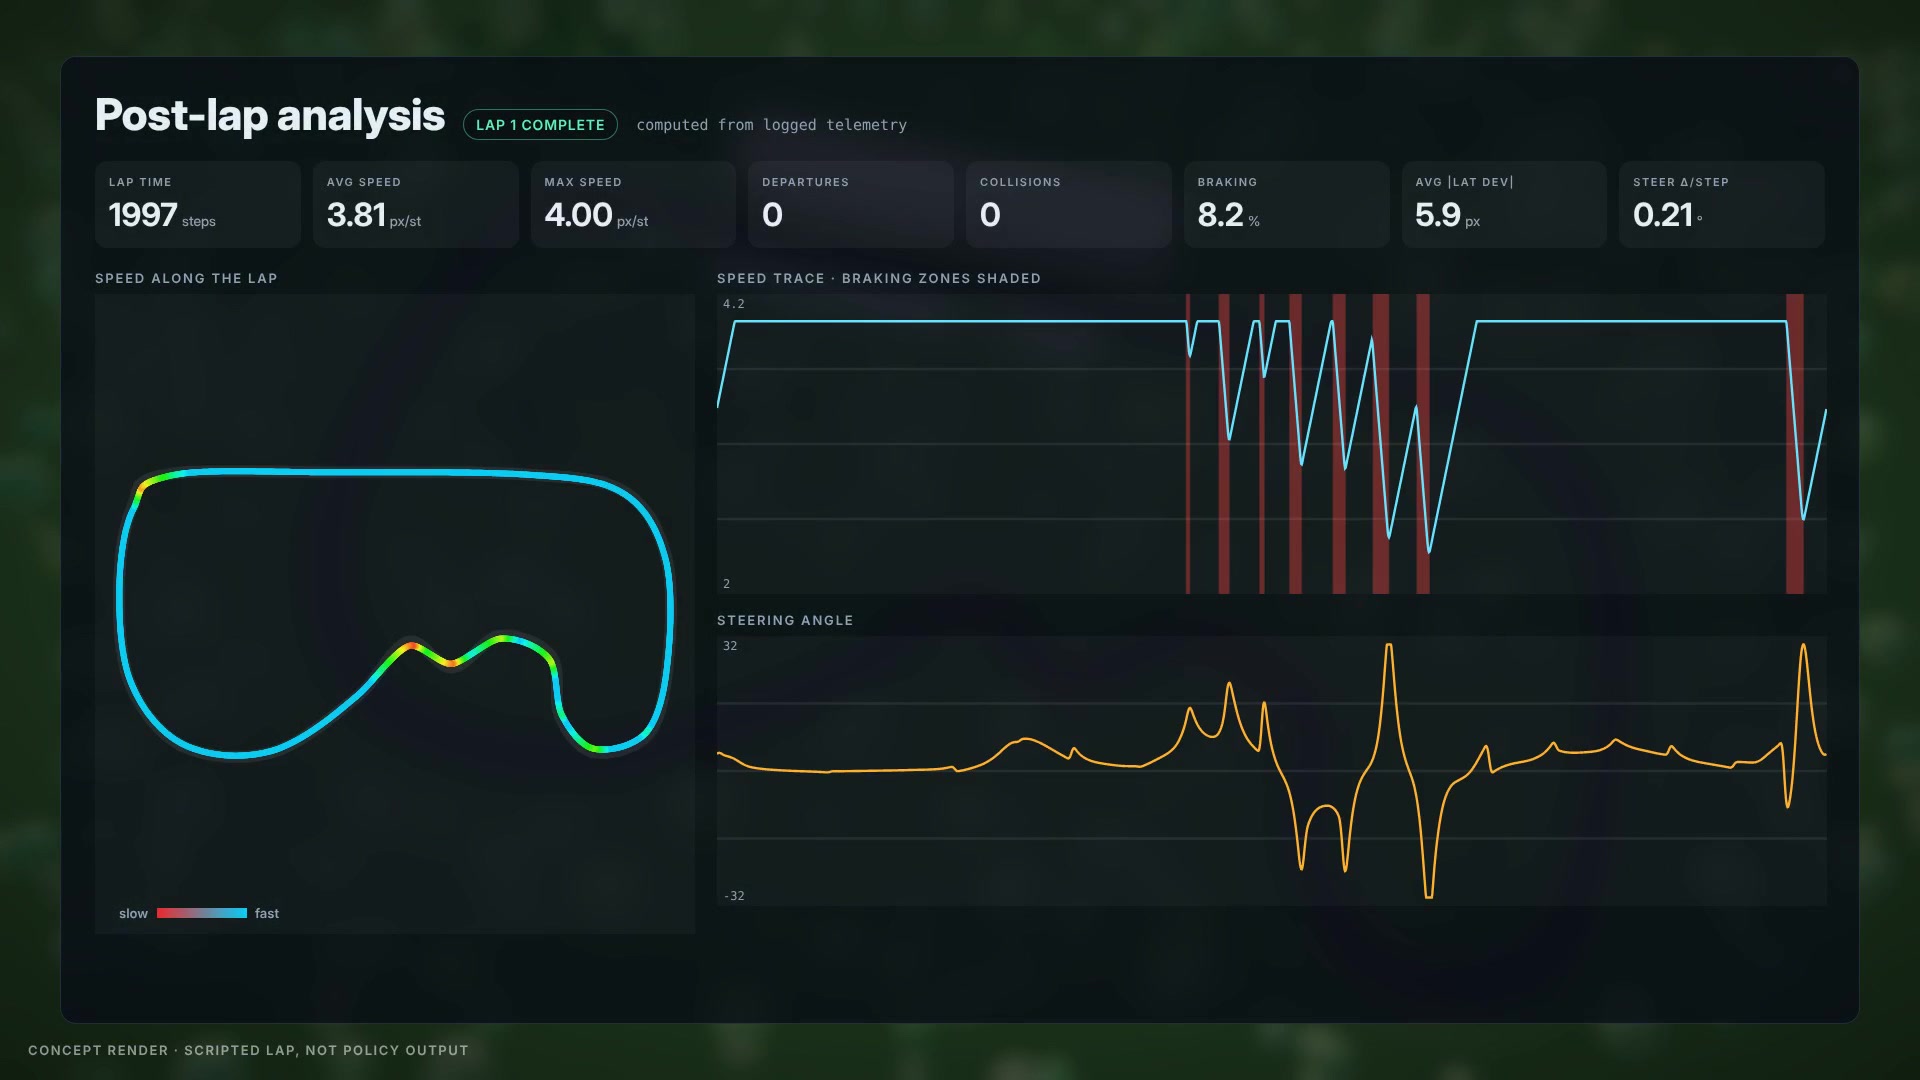 Post-lap analysis
LAP 1 COMPLETE
computed from logged telemetry
LAP TIME
1997 steps
AVG SPEED
3.81 px/st
MAX SPEED
4.00 px/st
DEPARTURES
0
COLLISIONS
0
BRAKING
8.2 %
AVG |LAT DEV|
5.9 px
STEER Δ/STEP
0.21 °
SPEED ALONG THE LAP
slow
fast
SPEED TRACE · BRAKING ZONES SHADED
4.2
2
STEERING ANGLE
32
-32
CONCEPT RENDER · SCRIPTED LAP, NOT POLICY OUTPUT